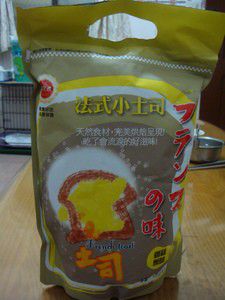 法式小土司
天然食材，完美烘焙呈現！
吃了會流淚的好滋味！
フランスの味
French toast
土司